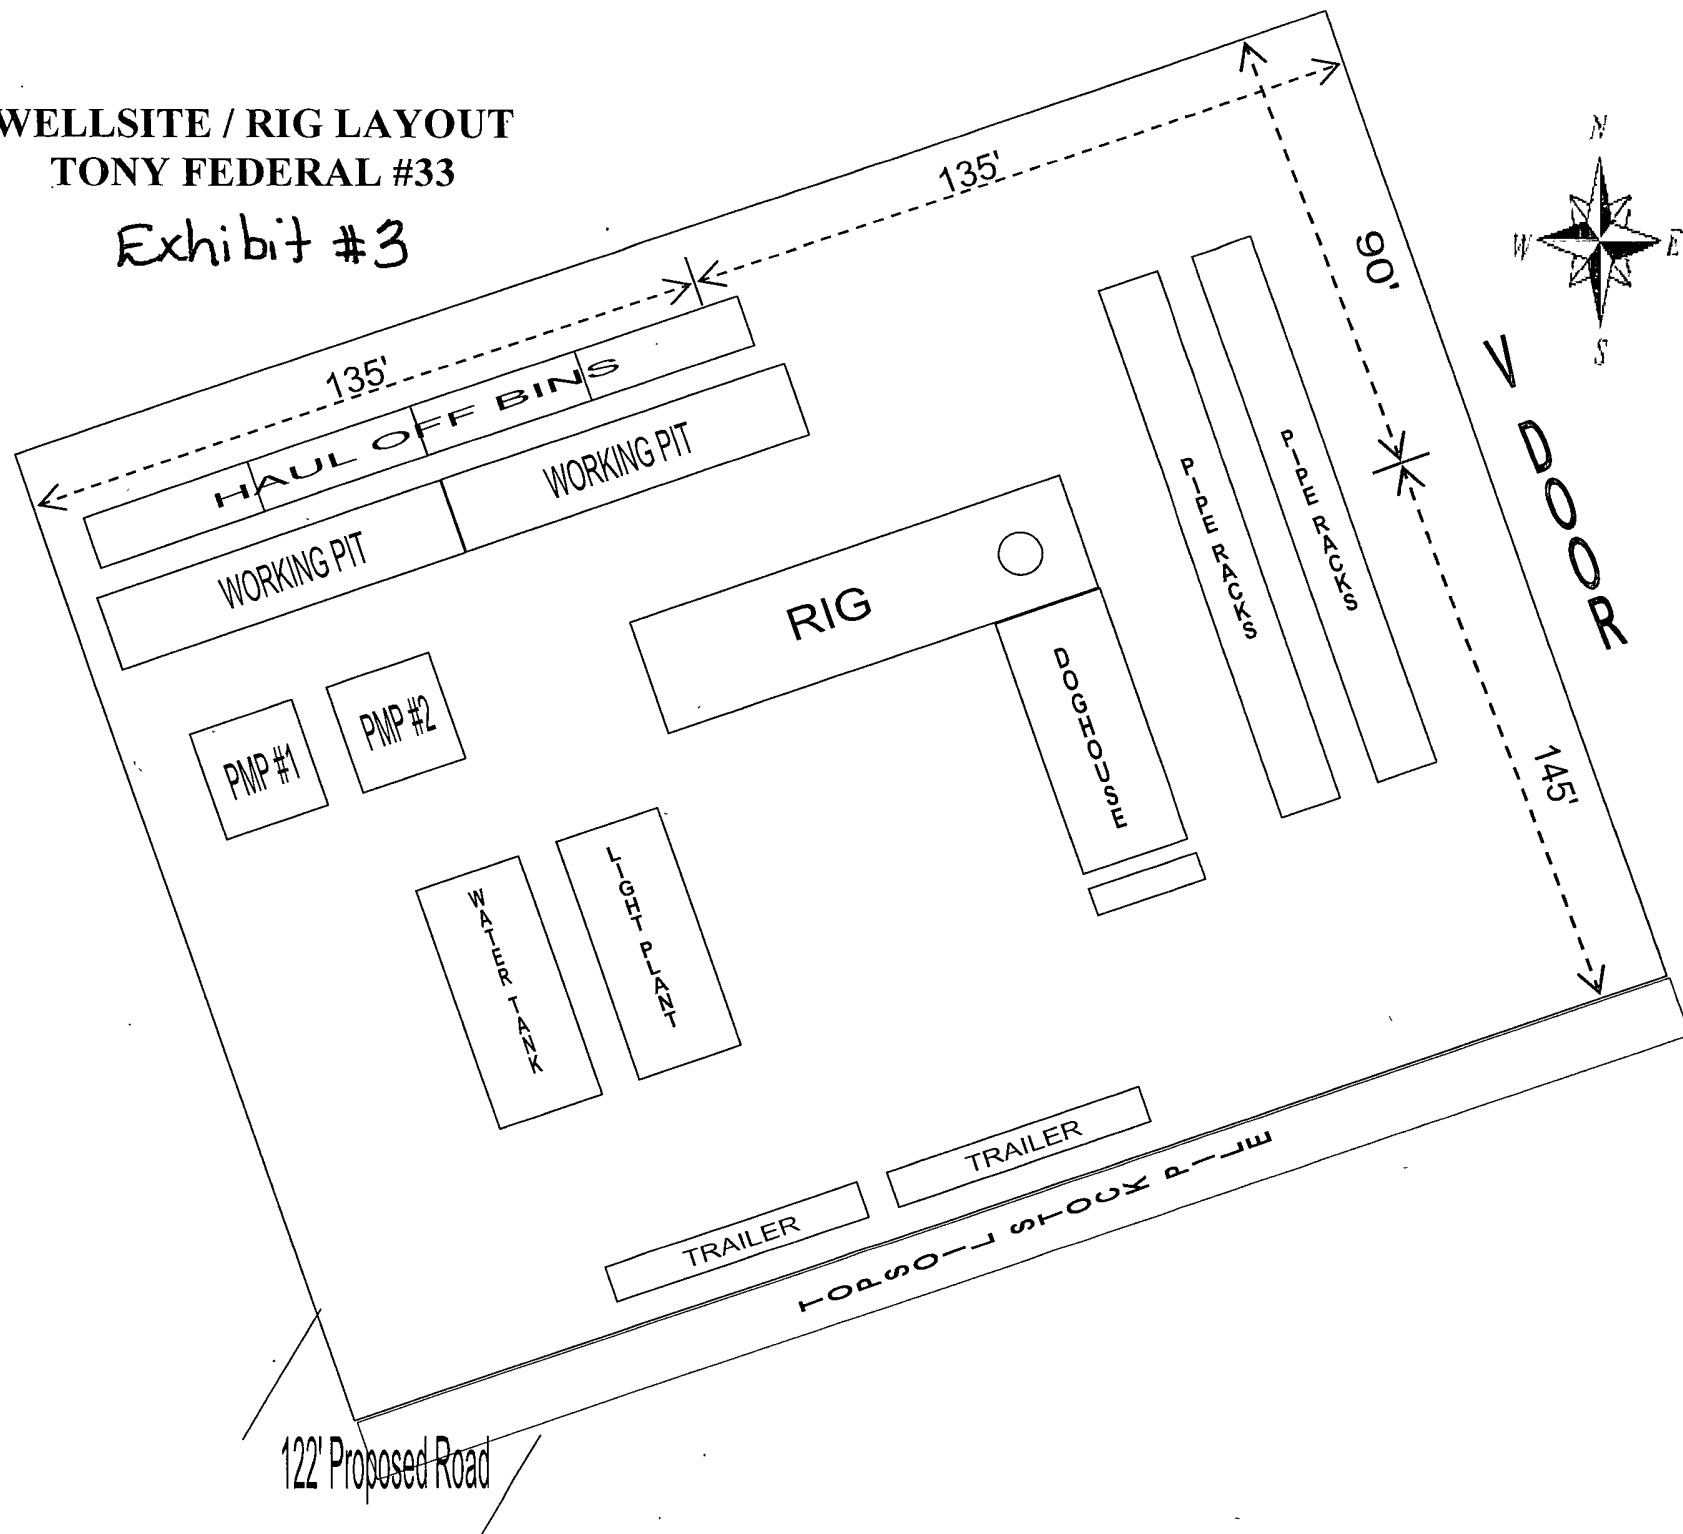 WELLSITE / RIG LAYOUT
TONY FEDERAL #33
Exhibit #3
135'
135'
90'
145'
N
W
E
S
V DOOR
HAUL OFF BINS
WORKING PIT
WORKING PIT
PIPE RACKS
PIPE RACKS
RIG
DOGHOUSE
PMP #1
PMP #2
WATER TANK
LIGHT PLANT
TRAILER
TRAILER
TOPSOIL STOCK PILE
122' Proposed Road